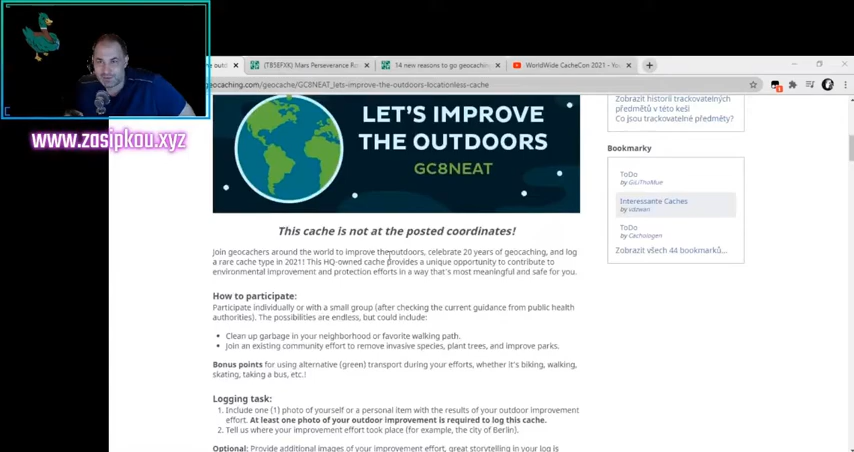 (TB5EFXK) Mars Perseverance Ro
14 new reasons to go geocaching
WorldWide CacheCon 2021 - You
geocaching.com/geocache/GC8NEAT_lets-improve-the-outdoors-locationless-cache
www.zasipkou.xyz
LET'S IMPROVE
THE OUTDOORS
GC8NEAT
This cache is not at the posted coordinates!
Join geocachers around the world to improve the outdoors, celebrate 20 years of geocaching, and log
a rare cache type in 2021! This HQ-owned cache provides a unique opportunity to contribute to
environmental improvement and protection efforts in a way that's most meaningful and safe for you.
How to participate:
Participate individually or with a small group (after checking the current guidance from public health
authorities). The possibilities are endless, but could include:
• Clean up garbage in your neighborhood or favorite walking path.
• Join an existing community effort to remove invasive species, plant trees, and improve parks.
Bonus points for using alternative (green) transport during your efforts, whether it's biking, walking,
skating, taking a bus, etc.!
Logging task:
1. Include one (1) photo of yourself or a personal item with the results of your outdoor improvement
effort. At least one photo of your outdoor improvement is required to log this cache.
2. Tell us where your improvement effort took place (for example, the city of Berlin).
Optional: Provide additional images of your improvement effort, great storytelling in your log is
Zobrazit historii trackovatelných
předmětů v této keši
Co jsou trackovatelné předměty?
Bookmarky
ToDo
by GiLiThoMue
Interessante Caches
by vdzwan
ToDo
by Cachologen
Zobrazit všech 44 bookmarků...